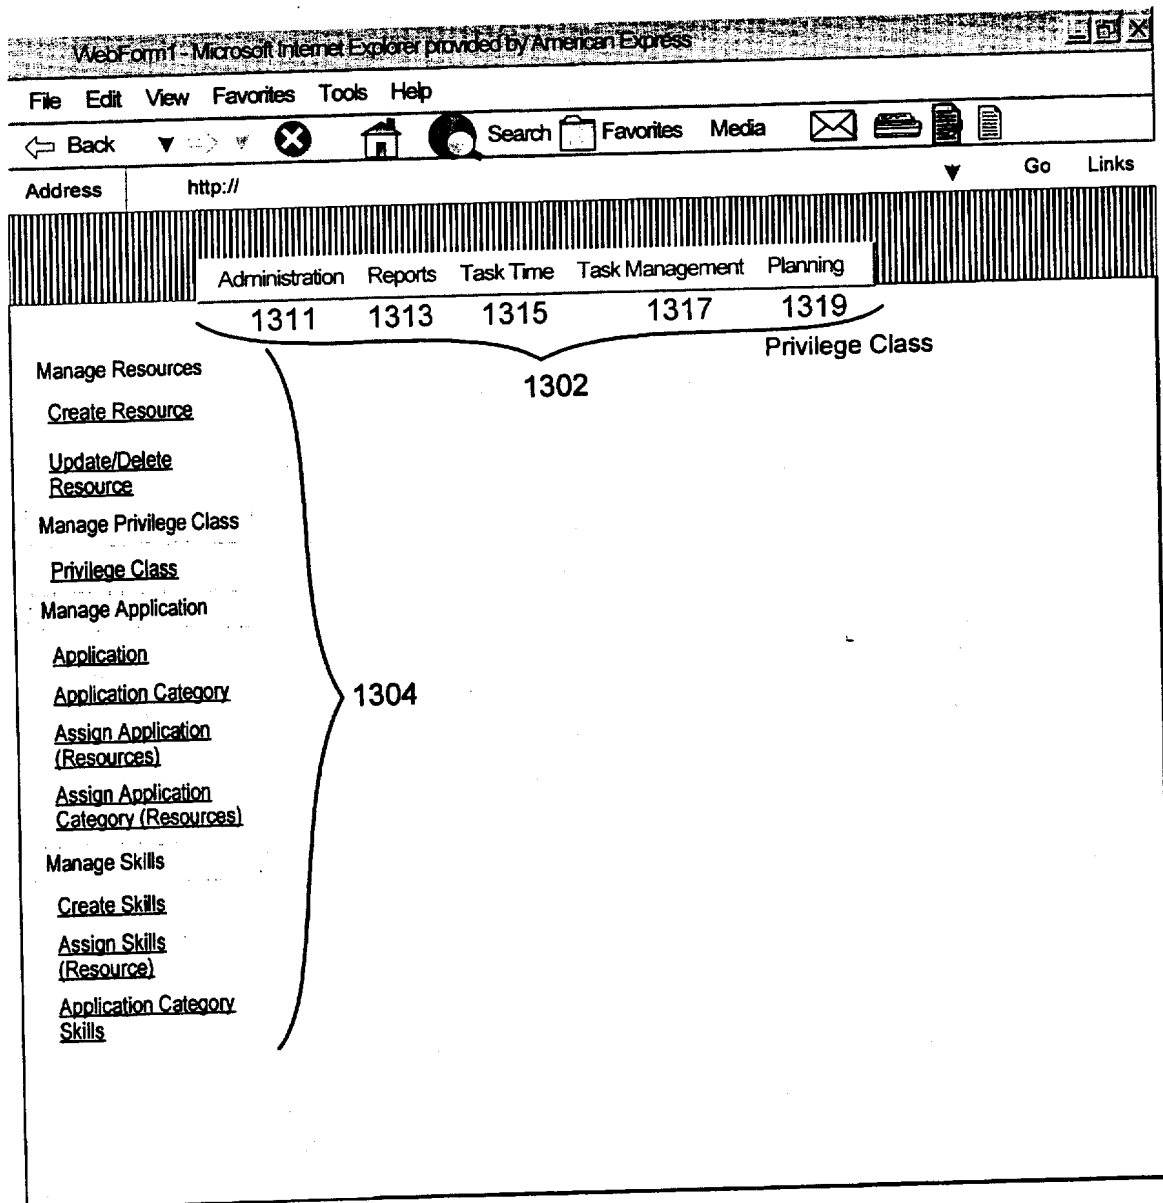 WebForm1 - Microsoft Internet Explorer provided by American Express
File Edit View Favorites Tools Help
Back Search Favorites Media
Address http:// Go Links
Administration Reports Task Time Task Management Planning
1311 1313 1315 1317 1319
Privilege Class
1302
Manage Resources
Create Resource
Update/Delete
Resource
Manage Privilege Class
Privilege Class
Manage Application
Application
Application Category
1304
Assign Application
(Resources)
Assign Application
Category (Resources)
Manage Skills
Create Skills
Assign Skills
(Resource)
Application Category
Skills